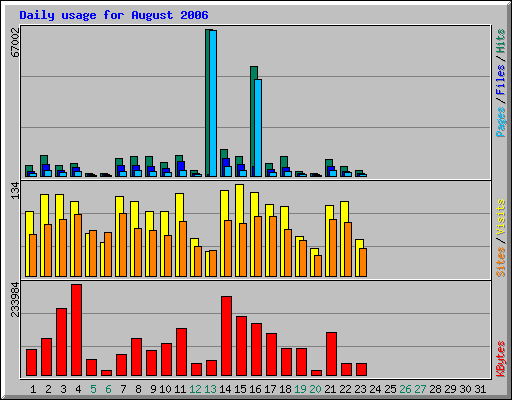 Daily usage for August 2006
67002
Pages / Files / Hits
134
Sites / Visits
233984
KBytes
1 2 3 4 5 6 7 8 9 10 11 12 13 14 15 16 17 18 19 20 21 22 23 24 25 26 27 28 29 30 31